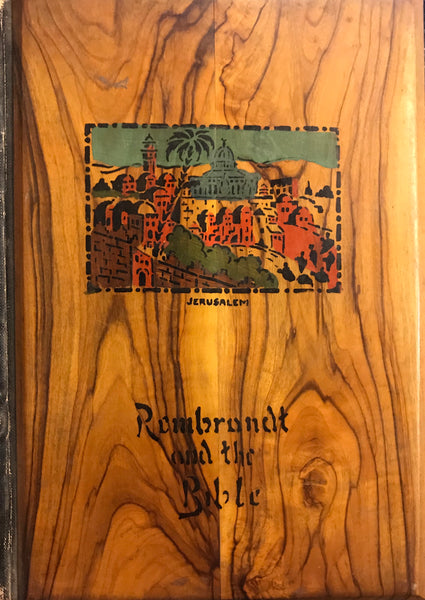 JERUSALEM
Rembrandt
and the
Bible